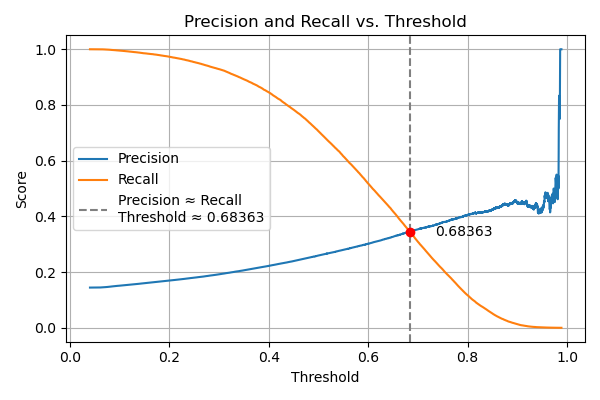 Precision and Recall vs. Threshold
1.0
0.8
0.6
0.4
0.2
0.0
Score
Precision
Recall
Precision ≈ Recall
Threshold ≈ 0.68363
0.68363
0.0 0.2 0.4 0.6 0.8 1.0
Threshold